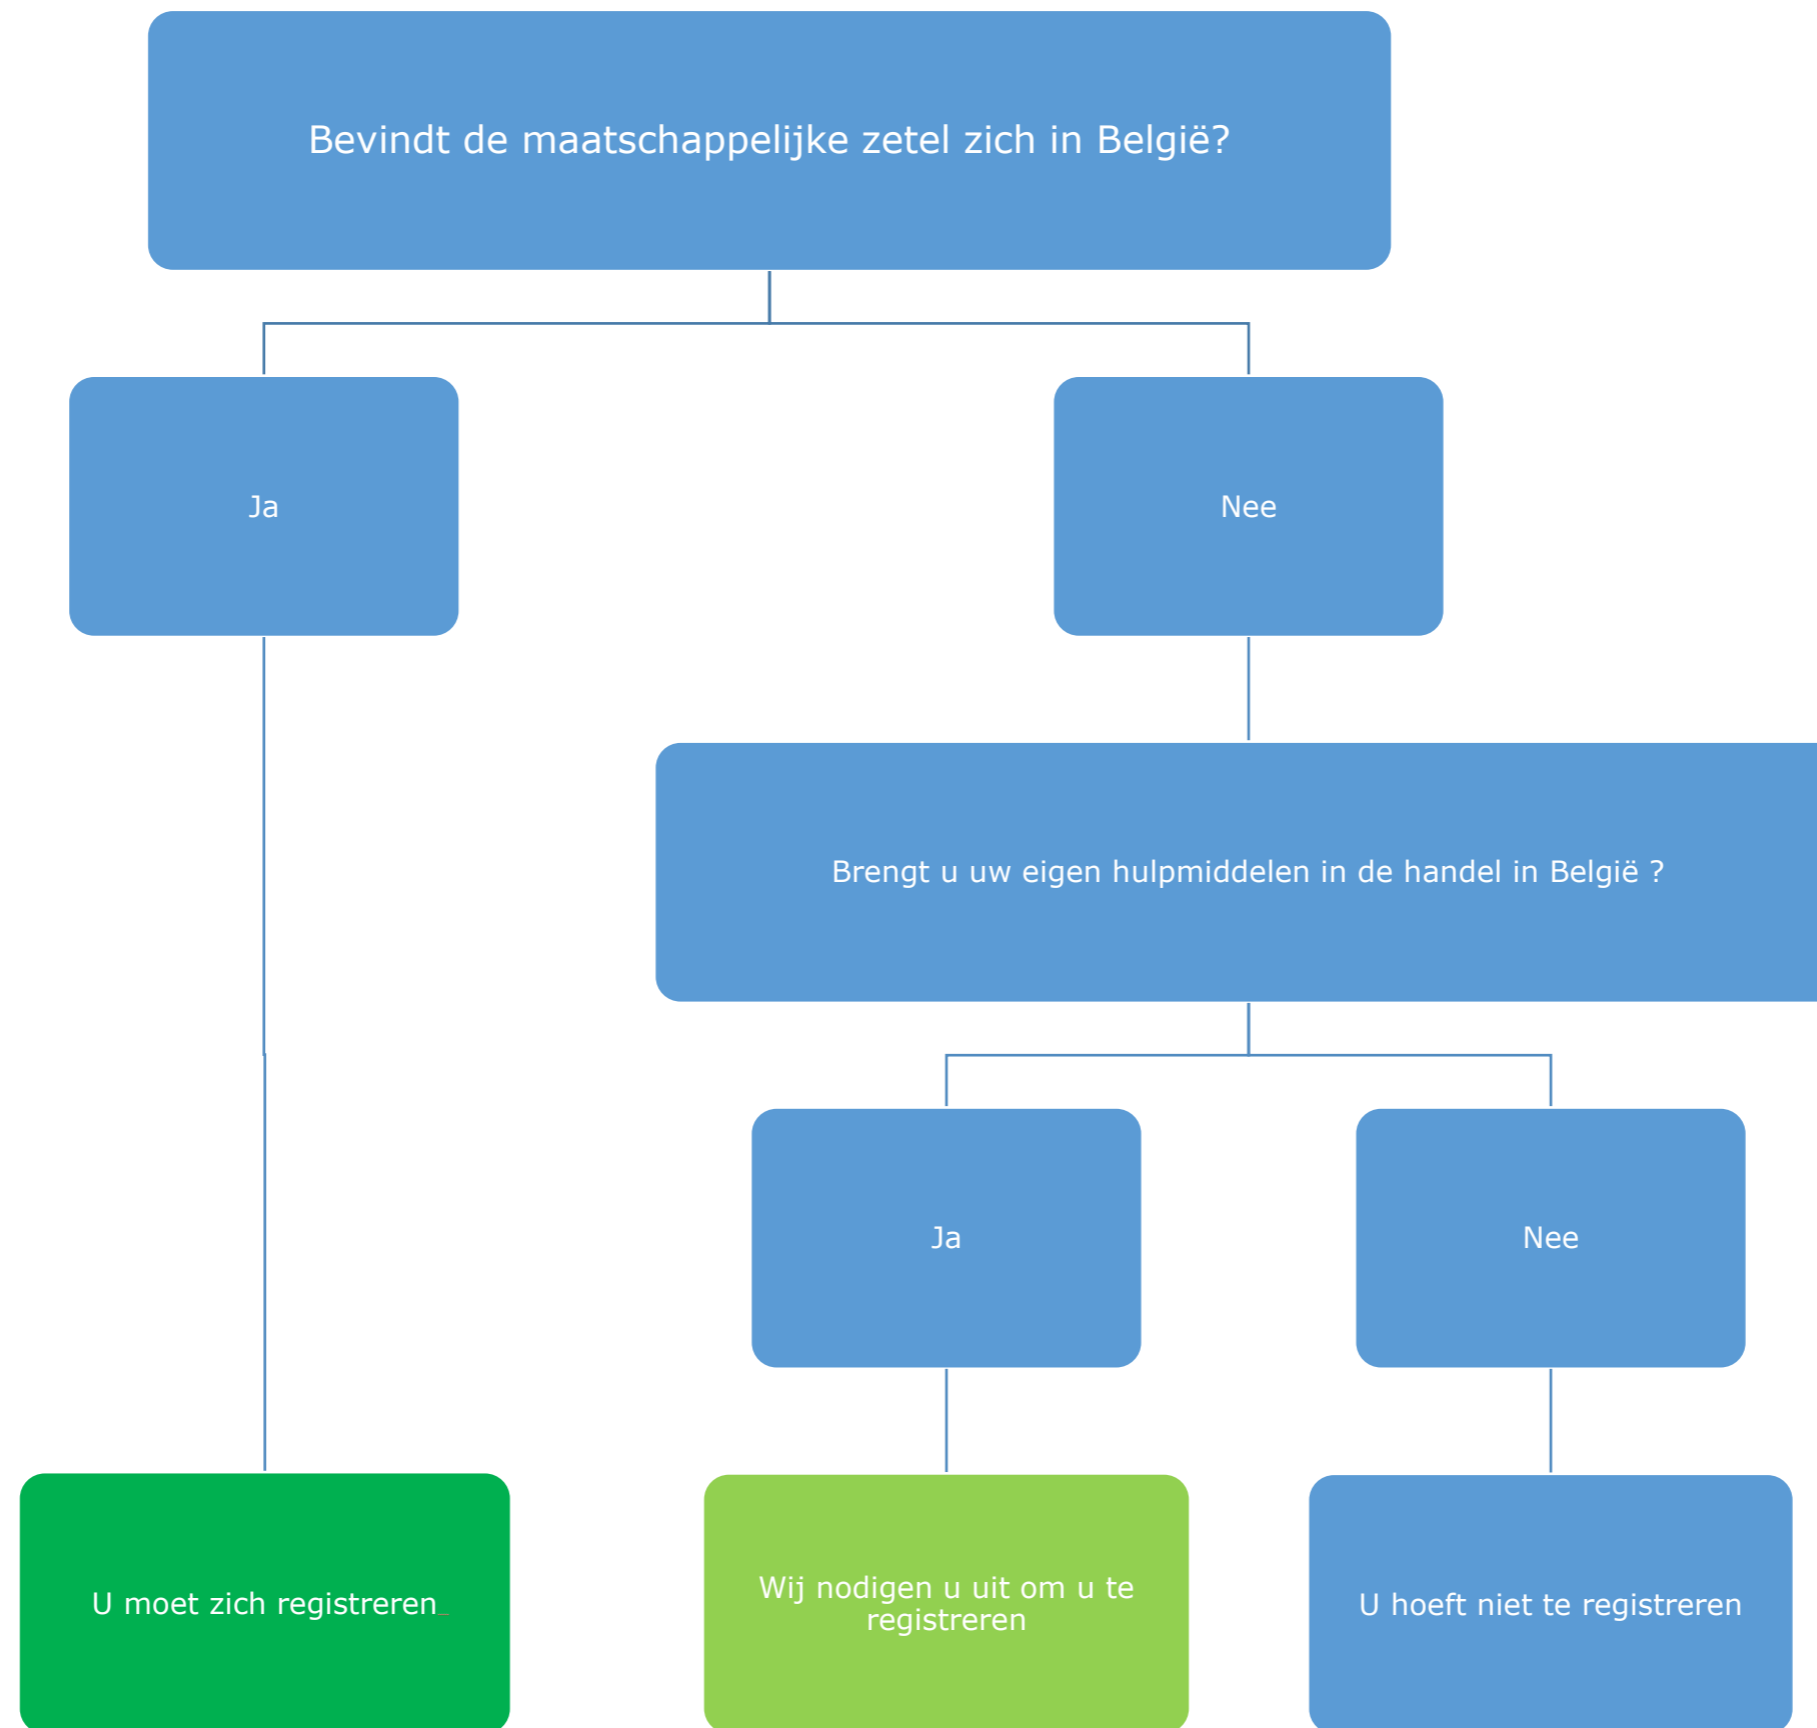 Bevindt de maatschappelijke zetel zich in België?
Ja
Nee
Brengt u uw eigen hulpmiddelen in de handel in België ?
Ja
Nee
U moet zich registreren
Wij nodigen u uit om u te
registreren
U hoeft niet te registreren